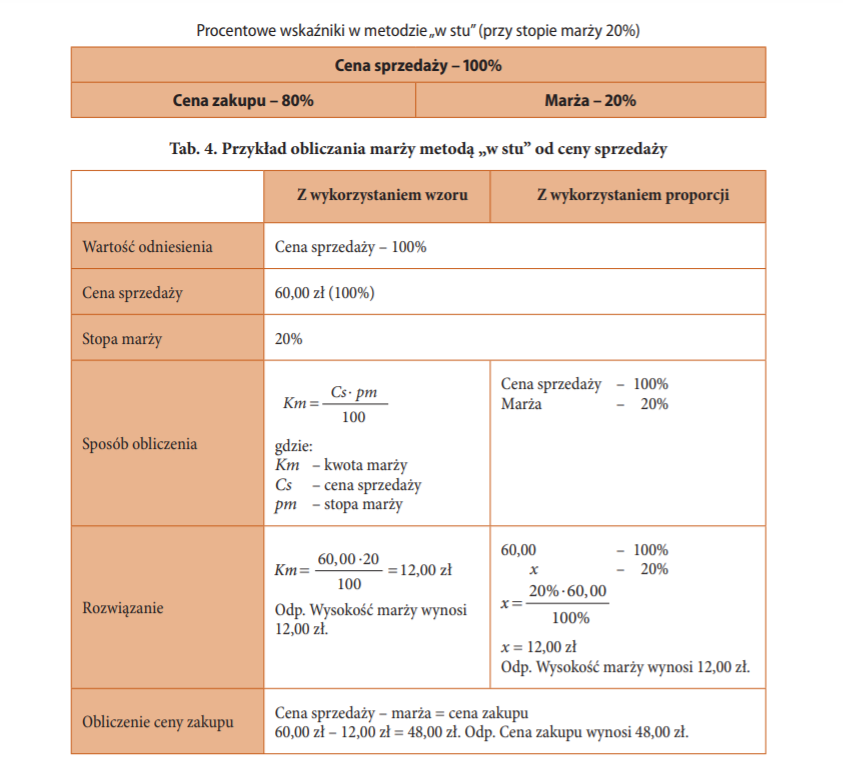 Procentowe wskaźniki w metodzie „w stu” (przy stopie marży 20%)
Cena sprzedaży – 100%
Cena zakupu – 80%
Marża – 20%
Tab. 4. Przykład obliczania marży metodą „w stu” od ceny sprzedaży
Z wykorzystaniem wzoru
Z wykorzystaniem proporcji
Wartość odniesienia
Cena sprzedaży – 100%
Cena sprzedaży
60,00 zł (100%)
Stopa marży
20%
Sposób obliczenia
Km = Cs · pm / 100
gdzie:
Km – kwota marży
Cs – cena sprzedaży
pm – stopa marży
Cena sprzedaży – 100%
Marża – 20%
Rozwiązanie
Km = 60,00 · 20 / 100 = 12,00 zł
Odp. Wysokość marży wynosi
12,00 zł.
60,00 – 100%
x – 20%
x = 20% · 60,00 / 100%
x = 12,00 zł
Odp. Wysokość marży wynosi 12,00 zł.
Obliczenie ceny zakupu
Cena sprzedaży – marża = cena zakupu
60,00 zł – 12,00 zł = 48,00 zł. Odp. Cena zakupu wynosi 48,00 zł.